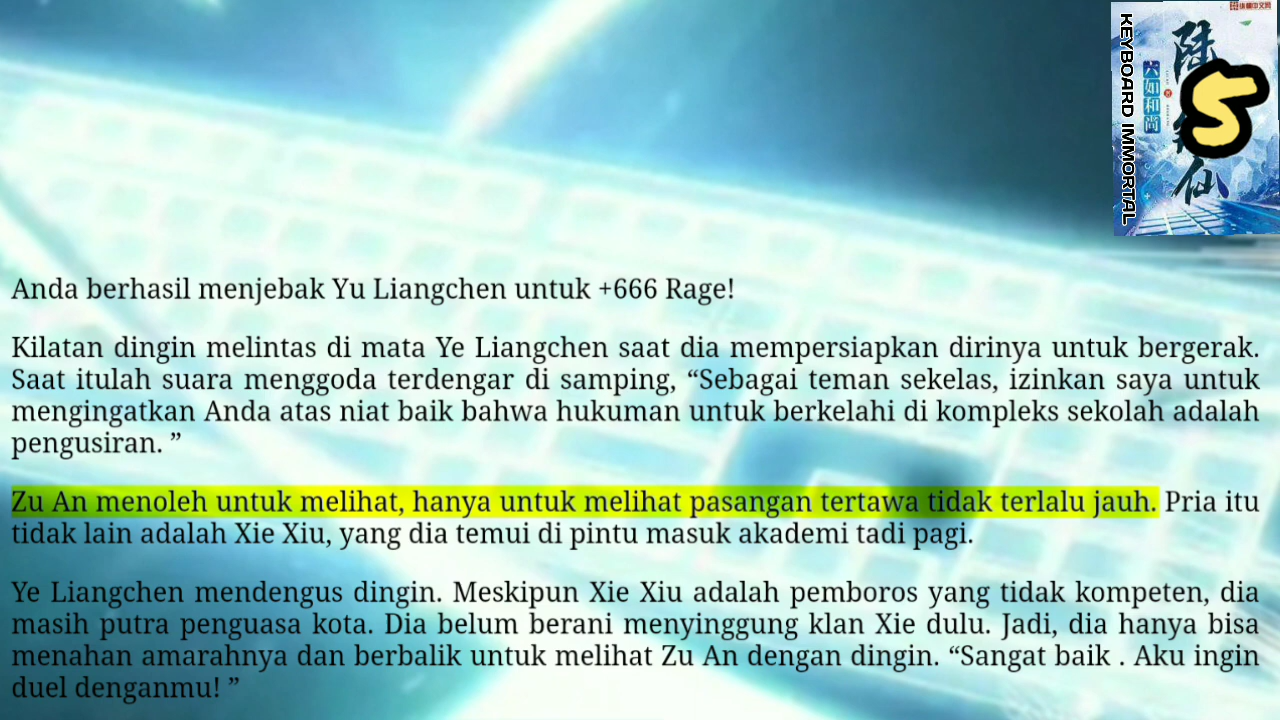 Anda berhasil menjebak Yu Liangchen untuk +666 Rage!
Kilatan dingin melintas di mata Ye Liangchen saat dia mempersiapkan dirinya untuk bergerak.
Saat itulah suara menggoda terdengar di samping, “Sebagai teman sekelas, izinkan saya untuk
mengingatkan Anda atas niat baik bahwa hukuman untuk berkelahi di kompleks sekolah adalah
pengusiran. ”
Zu An menoleh untuk melihat, hanya untuk melihat pasangan tertawa tidak terlalu jauh. Pria itu
tidak lain adalah Xie Xiu, yang dia temui di pintu masuk akademi tadi pagi.
Ye Liangchen mendengus dingin. Meskipun Xie Xiu adalah pemboros yang tidak kompeten, dia
masih putra penguasa kota. Dia belum berani menyinggung klan Xie dulu. Jadi, dia hanya bisa
menahan amarahnya dan berbalik untuk melihat Zu An dengan dingin. “Sangat baik . Aku ingin
duel denganmu! ”
KEYBOARD IMMORTAL
六如和尚
陆
仙
S